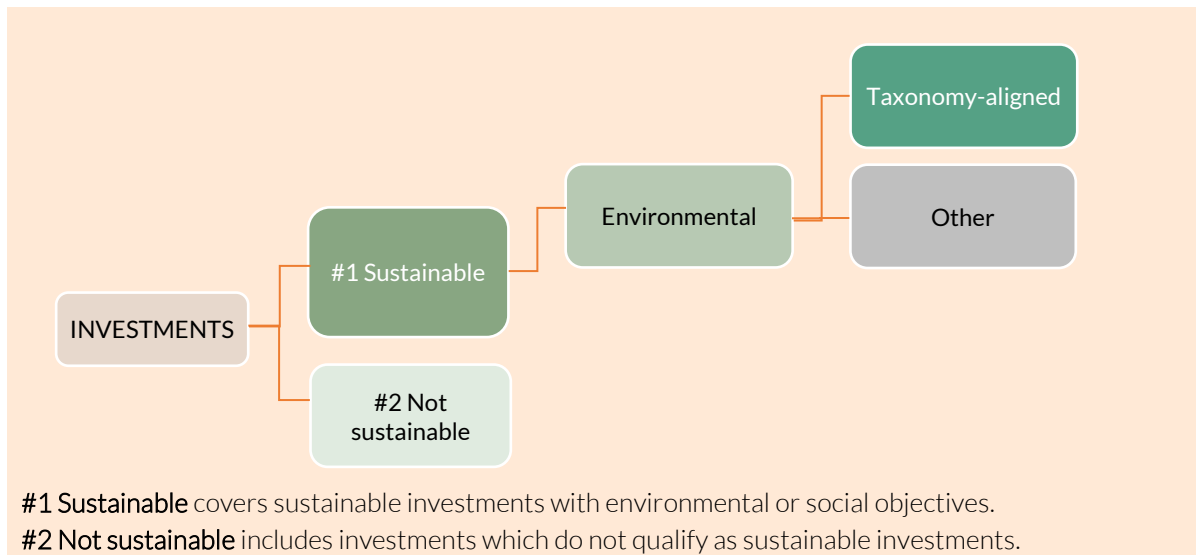 Taxonomy-aligned
Environmental
Other
#1 Sustainable
INVESTMENTS
#2 Not
sustainable
#1 Sustainable covers sustainable investments with environmental or social objectives.
#2 Not sustainable includes investments which do not qualify as sustainable investments.